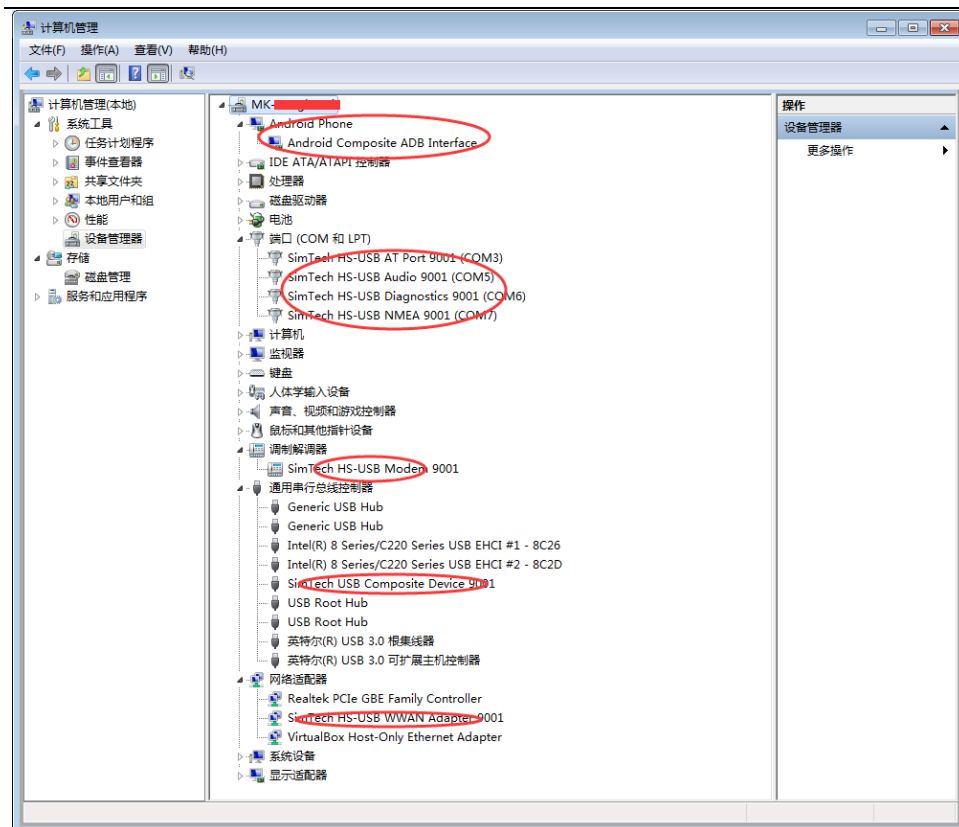 计算机管理
文件(F) 操作(A) 查看(V) 帮助(H)
计算机管理(本地)
系统工具
任务计划程序
事件查看器
共享文件夹
本地用户和组
性能
设备管理器
存储
磁盘管理
服务和应用程序
MK-
Android Phone
Android Composite ADB Interface
IDE ATA/ATAPI 控制器
处理器
磁盘驱动器
电池
端口 (COM 和 LPT)
SimTech HS-USB AT Port 9001 (COM3)
SimTech HS-USB Audio 9001 (COM5)
SimTech HS-USB Diagnostics 9001 (COM6)
SimTech HS-USB NMEA 9001 (COM7)
计算机
监视器
键盘
人体学输入设备
声音、视频和游戏控制器
鼠标和其他指针设备
调制解调器
SimTech HS-USB Modem 9001
通用串行总线控制器
Generic USB Hub
Generic USB Hub
Intel(R) 8 Series/C220 Series USB EHCI #1 - 8C26
Intel(R) 8 Series/C220 Series USB EHCI #2 - 8C2D
SimTech USB Composite Device 9001
USB Root Hub
USB Root Hub
英特尔(R) USB 3.0 根集线器
英特尔(R) USB 3.0 可扩展主机控制器
网络适配器
Realtek PCIe GBE Family Controller
SimTech HS-USB WWAN Adapter 9001
VirtualBox Host-Only Ethernet Adapter
系统设备
显示适配器
操作
设备管理器
更多操作